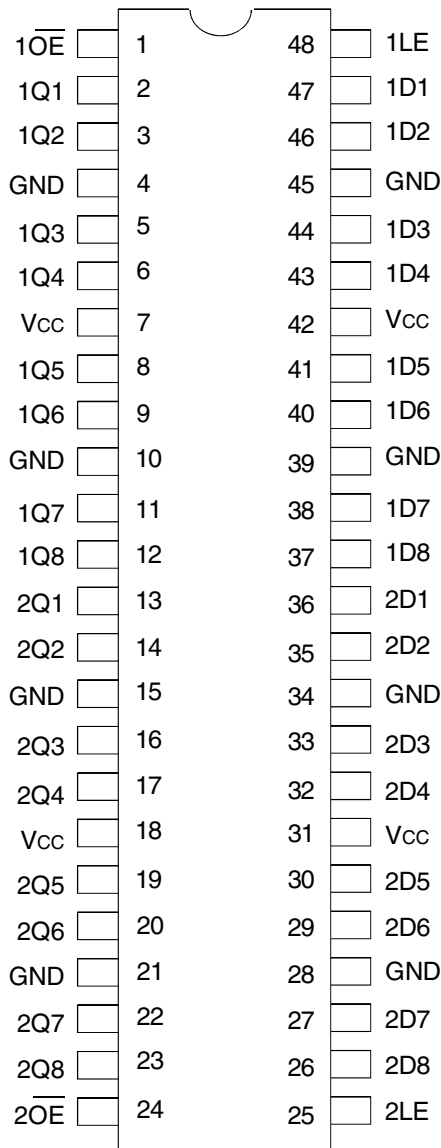 1O̅E̅ 1 48 1LE
1Q1 2 47 1D1
1Q2 3 46 1D2
GND 4 45 GND
1Q3 5 44 1D3
1Q4 6 43 1D4
VCC 7 42 VCC
1Q5 8 41 1D5
1Q6 9 40 1D6
GND 10 39 GND
1Q7 11 38 1D7
1Q8 12 37 1D8
2Q1 13 36 2D1
2Q2 14 35 2D2
GND 15 34 GND
2Q3 16 33 2D3
2Q4 17 32 2D4
VCC 18 31 VCC
2Q5 19 30 2D5
2Q6 20 29 2D6
GND 21 28 GND
2Q7 22 27 2D7
2Q8 23 26 2D8
2O̅E̅ 24 25 2LE